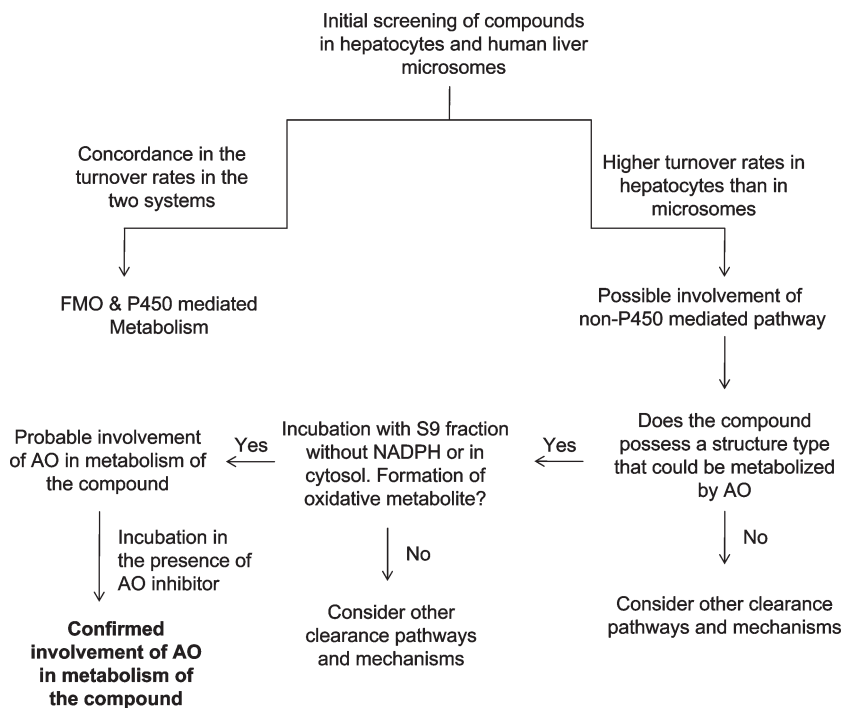 Initial screening of compounds
in hepatocytes and human liver
microsomes
Concordance in the
turnover rates in the
two systems
Higher turnover rates in
hepatocytes than in
microsomes
FMO & P450 mediated
Metabolism
Possible involvement of
non-P450 mediated pathway
Does the compound
possess a structure type
that could be metabolized
by AO
Yes
No
Incubation with S9 fraction
without NADPH or in
cytosol. Formation of
oxidative metabolite?
Yes
No
Probable involvement
of AO in metabolism of
the compound
Incubation in
the presence of
AO inhibitor
Confirmed
involvement of AO
in metabolism of
the compound
Consider other
clearance pathways
and mechanisms
Consider other clearance
pathways and mechanisms